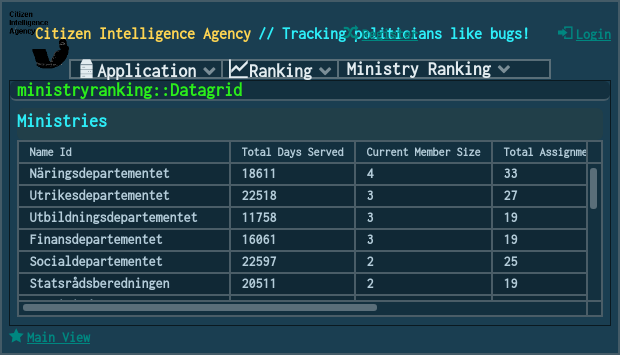 Citizen
Intelligence
Agency
Citizen Intelligence Agency // Tracking politicians like bugs!
Login
Application Ranking Ministry Ranking
ministryranking::Datagrid
Ministries
Name Id Total Days Served Current Member Size Total Assignme
Näringsdepartementet 18611 4 33
Utrikesdepartementet 22518 3 27
Utbildningsdepartementet 11758 3 19
Finansdepartementet 16061 3 19
Socialdepartementet 22597 2 25
Statsrådsberedningen 20511 2 19
Main View